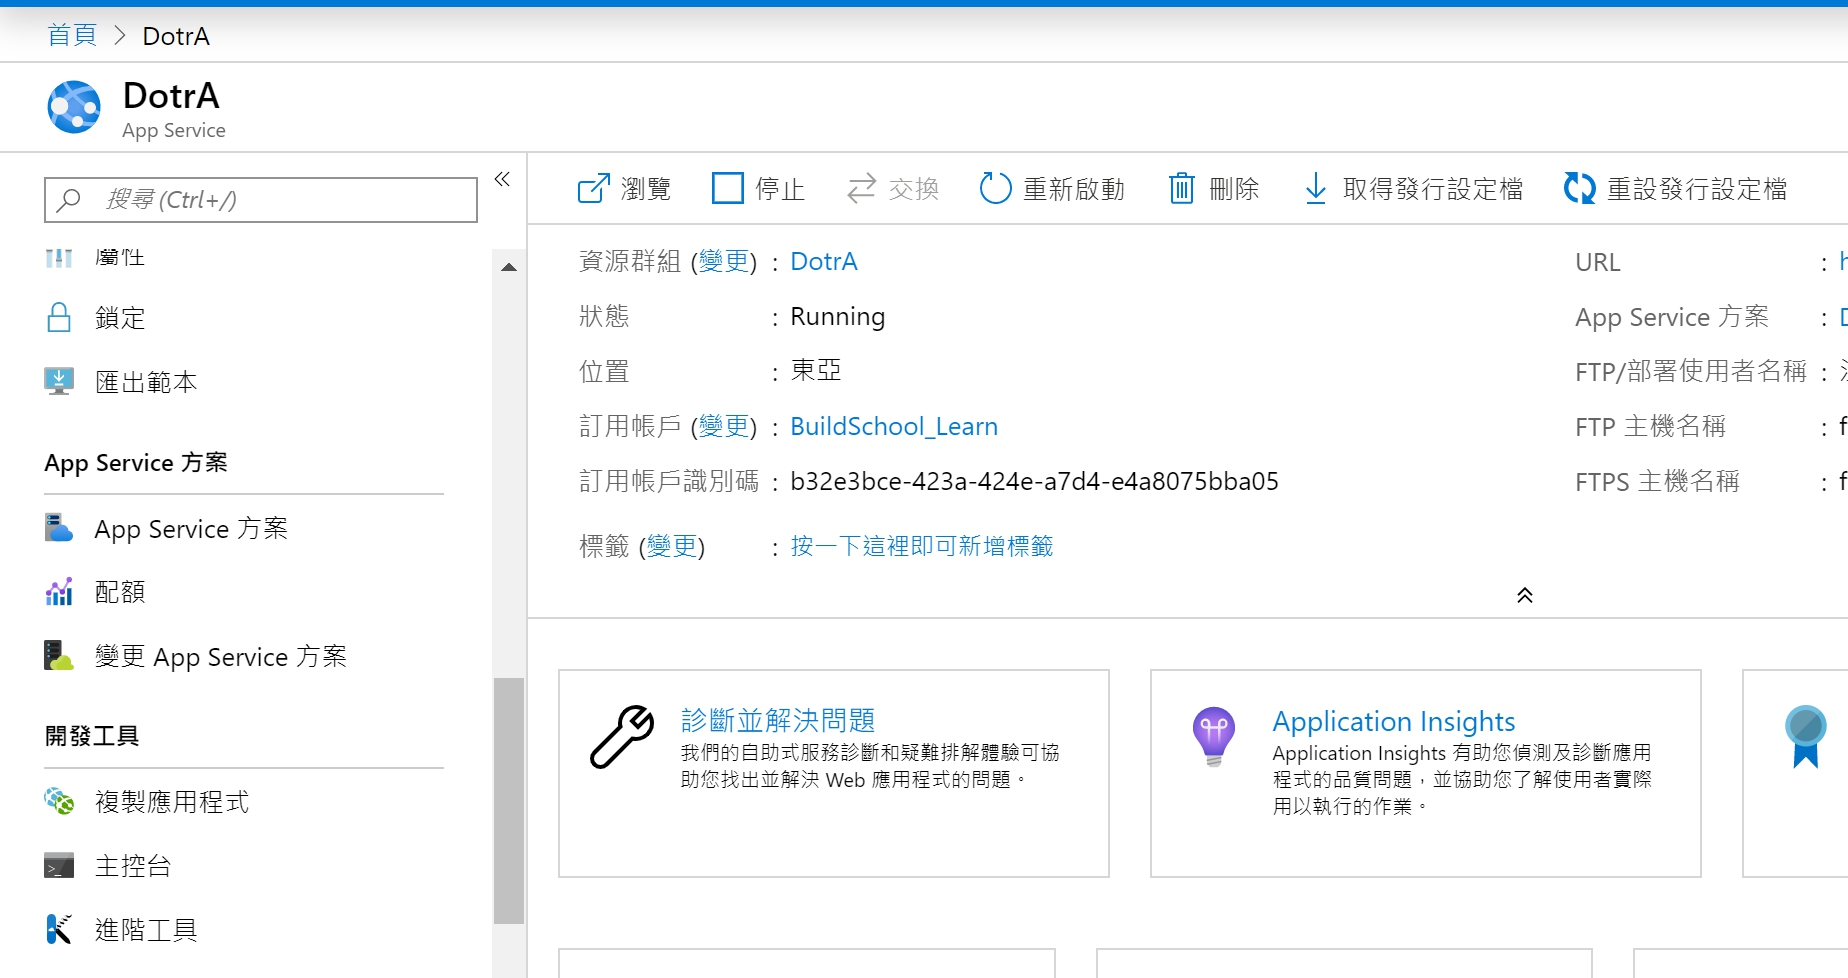 首頁 > DotrA
DotrA
App Service
搜尋 (Ctrl+/)
屬性
鎖定
匯出範本
App Service 方案
App Service 方案
配額
變更 App Service 方案
開發工具
複製應用程式
主控台
進階工具
瀏覽 停止 交換 重新啟動 刪除 取得發行設定檔 重設發行設定檔
資源群組 (變更) : DotrA
狀態 : Running
位置 : 東亞
訂用帳戶 (變更) : BuildSchool_Learn
訂用帳戶識別碼 : b32e3bce-423a-424e-a7d4-e4a8075bba05
標籤 (變更) : 按一下這裡即可新增標籤
URL :
App Service 方案 :
FTP/部署使用者名稱 :
FTP 主機名稱 : f
FTPS 主機名稱 : f
診斷並解決問題
我們的自助式服務診斷和疑難排解體驗可協
助您找出並解決 Web 應用程式的問題。
Application Insights
Application Insights 有助您偵測及診斷應用
程式的品質問題，並協助您了解使用者實際
用以執行的作業。